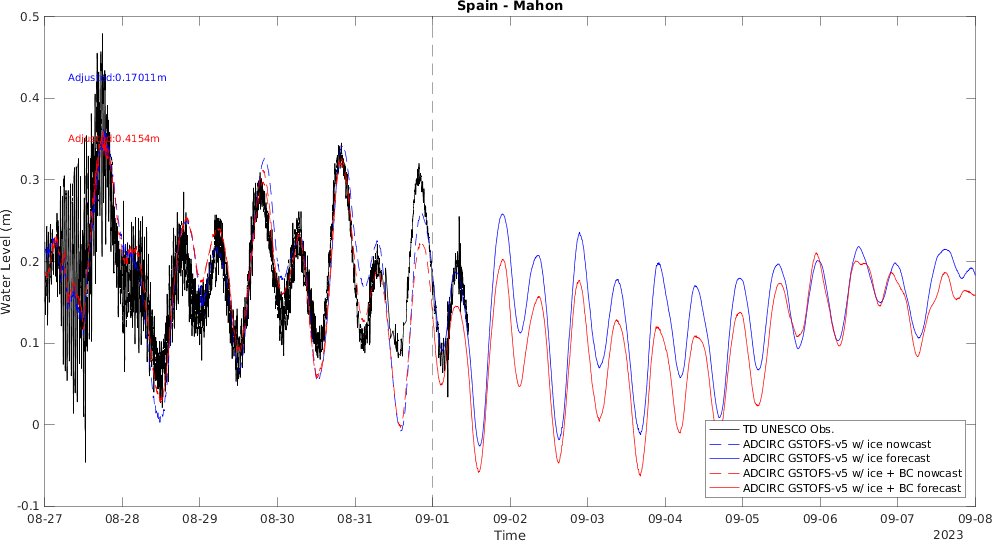 Spain - Mahon
0.5
0.4
0.3
0.2
0.1
0
-0.1
Water Level (m)
Adjusted:0.17011m
Adjusted:0.4154m
TD UNESCO Obs.
ADCIRC GSTOFS-v5 w/ ice nowcast
ADCIRC GSTOFS-v5 w/ ice forecast
ADCIRC GSTOFS-v5 w/ ice + BC nowcast
ADCIRC GSTOFS-v5 w/ ice + BC forecast
08-27 08-28 08-29 08-30 08-31 09-01 09-02 09-03 09-04 09-05 09-06 09-07 09-08
Time
2023